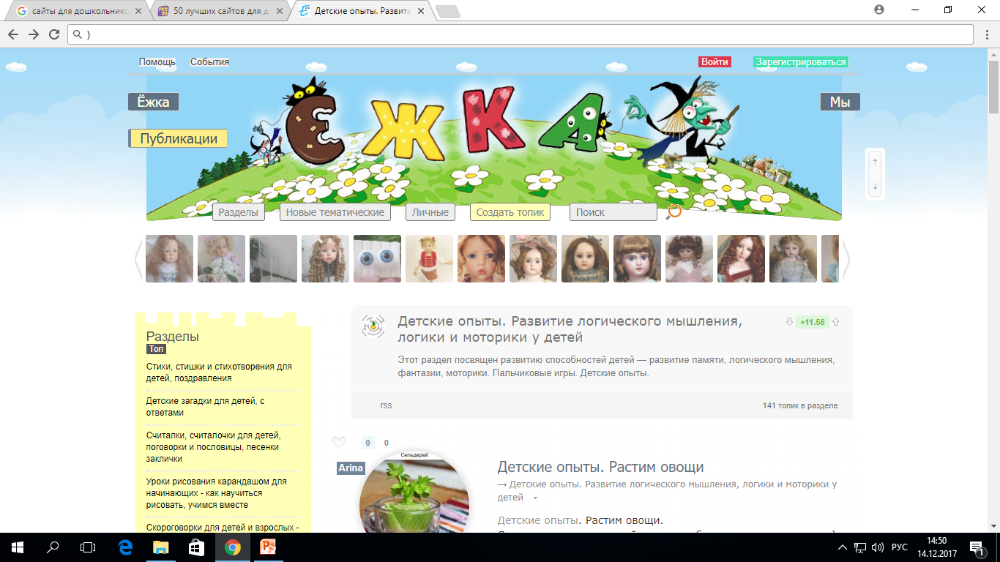 сайты для дошкольнико
50 лучших сайтов для де
Детские опыты. Развити
)
Помощь
События
Войти
Зарегистрироваться
Ёжка
Мы
Публикации
ЕЖКА
Разделы
Новые тематические
Личные
Создать топик
Поиск
Разделы
Топ
Стихи, стишки и стихотворения для
детей, поздравления
Детские загадки для детей, с
ответами
Считалки, считалочки для детей,
поговорки и пословицы, песенки
заклички
Уроки рисования карандашом для
начинающих - как научиться
рисовать, учимся вместе
Скороговорки для детей и взрослых -
Детские опыты. Развитие логического мышления,
логики и моторики у детей
+11.56
Этот раздел посвящен развитию способностей детей — развитие памяти, логического мышления,
фантазии, моторики. Пальчиковые игры. Детские опыты.
rss
141 топик в разделе
0
0
Arina
Сельдерей
Детские опыты. Растим овощи
→ Детские опыты. Развитие логического мышления, логики и моторики у
детей
Детские опыты. Растим овощи.
РУС
14:50
14.12.2017
1